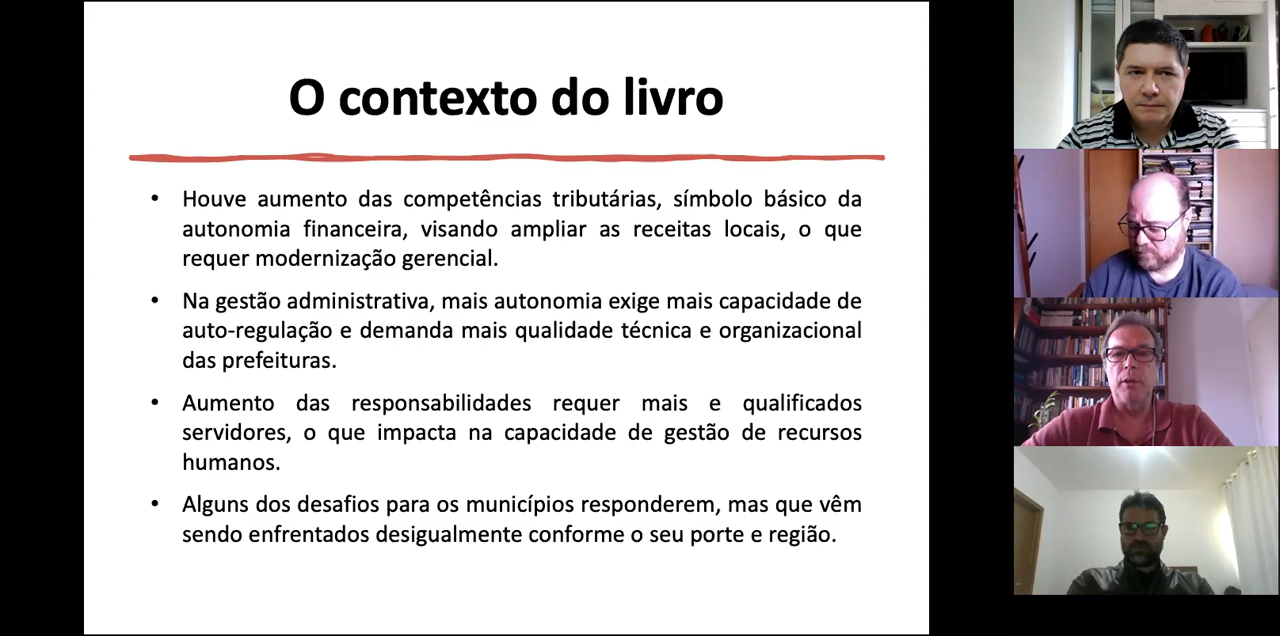 O contexto do livro
• Houve aumento das competências tributárias, símbolo básico da
autonomia financeira, visando ampliar as receitas locais, o que
requer modernização gerencial.
• Na gestão administrativa, mais autonomia exige mais capacidade de
auto-regulação e demanda mais qualidade técnica e organizacional
das prefeituras.
• Aumento das responsabilidades requer mais e qualificados
servidores, o que impacta na capacidade de gestão de recursos
humanos.
• Alguns dos desafios para os municípios responderem, mas que vêm
sendo enfrentados desigualmente conforme o seu porte e região.